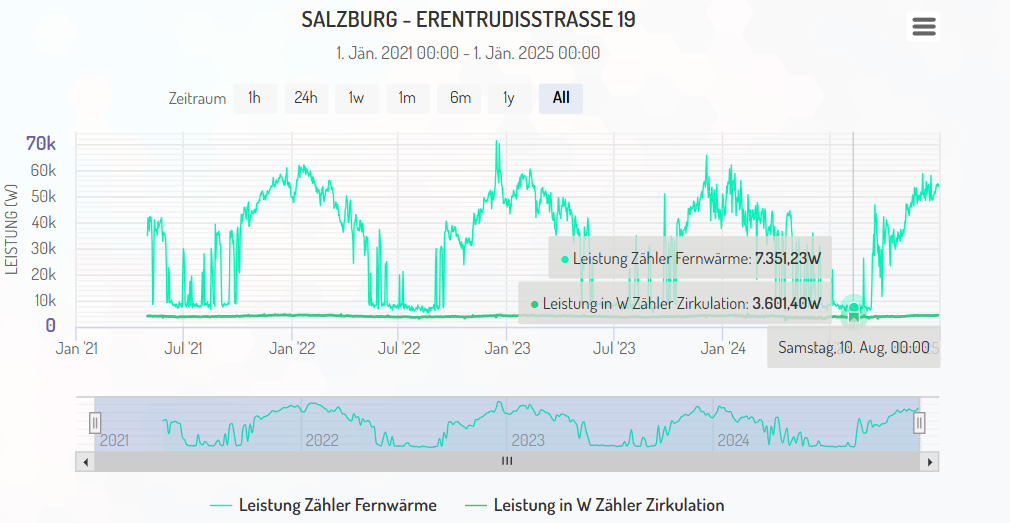 SALZBURG - ERENTRUDISSTRASSE 19
1. Jän. 2021 00:00 - 1. Jän. 2025 00:00
Zeitraum 1h 24h 1w 1m 6m 1y All
LEISTUNG (W)
70k
60k
50k
40k
30k
20k
10k
0
Leistung Zähler Fernwärme: 7.351,23W
Leistung in W Zähler Zirkulation: 3.601,40W
Jan '21 Jul '21 Jan '22 Jul '22 Jan '23 Jul '23 Jan '24
Samstag, 10. Aug, 00:00
2021 2022 2023 2024
Leistung Zähler Fernwärme Leistung in W Zähler Zirkulation